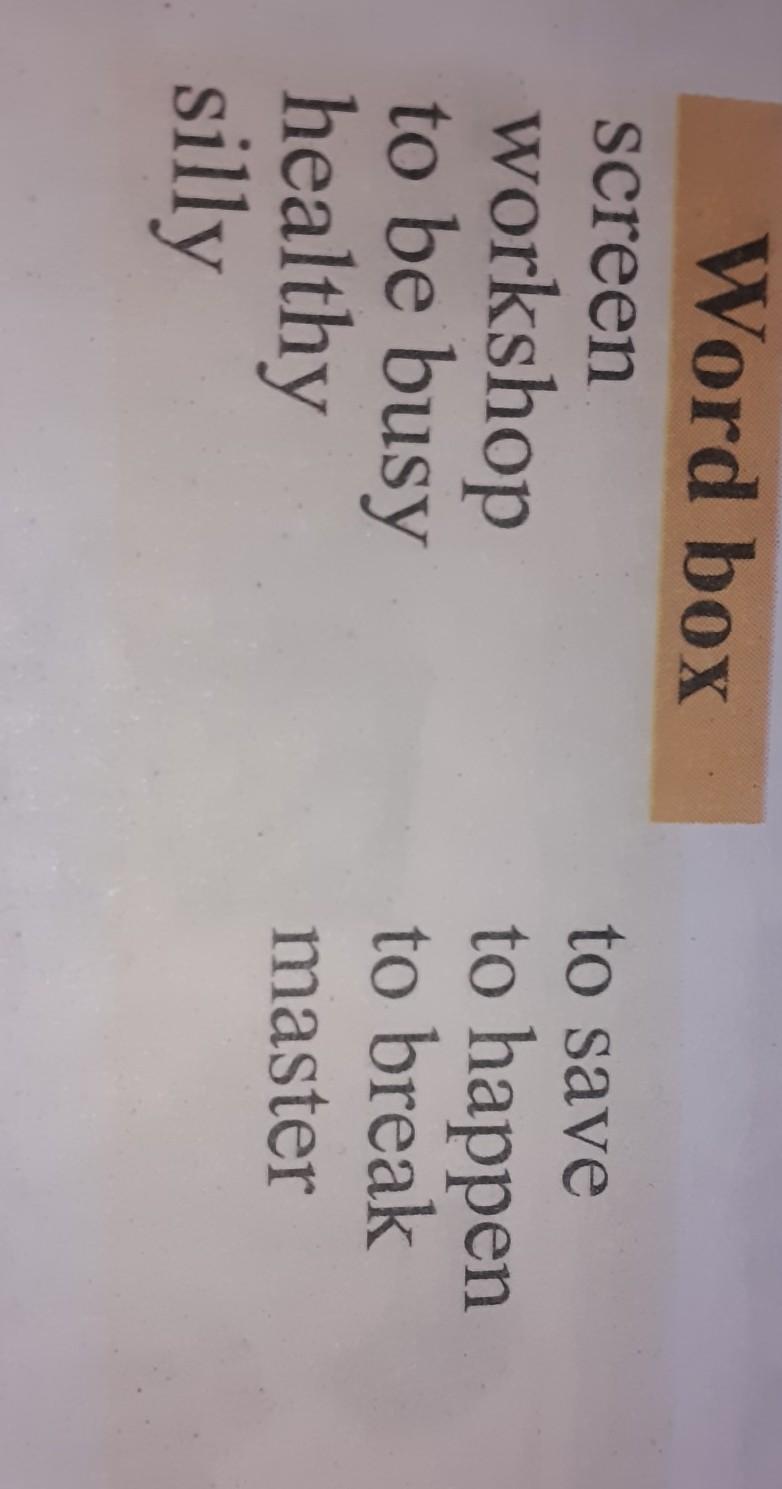 Word box
screen
workshop
to be busy
healthy
silly
to save
to happen
to break
master